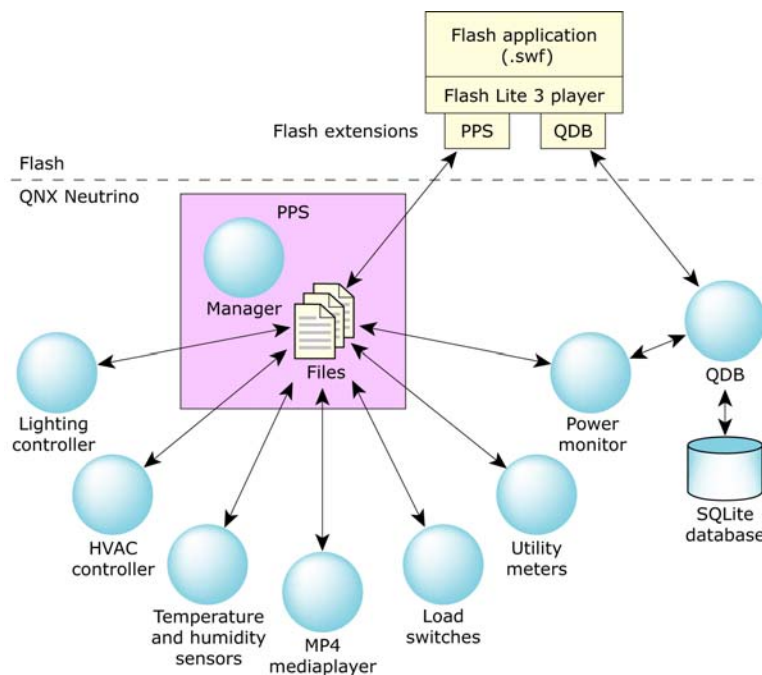 Flash application
(.swf)
Flash Lite 3 player
Flash extensions
PPS
QDB
Flash
QNX Neutrino
PPS
Manager
Files
Lighting
controller
HVAC
controller
Temperature
and humidity
sensors
MP4
mediaplayer
Load
switches
Utility
meters
Power
monitor
QDB
SQLite
database